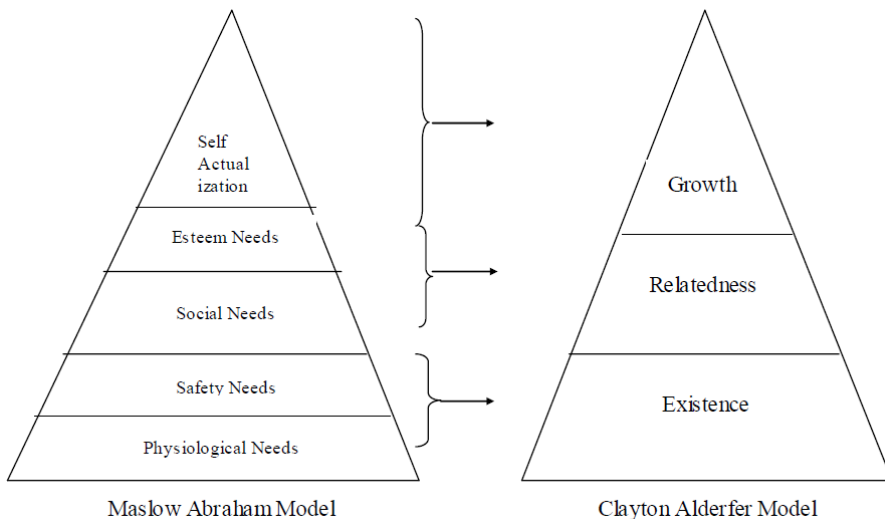 Self
Actual
ization
Esteem Needs
Social Needs
Safety Needs
Physiological Needs
Maslow Abraham Model
Growth
Relatedness
Existence
Clayton Alderfer Model